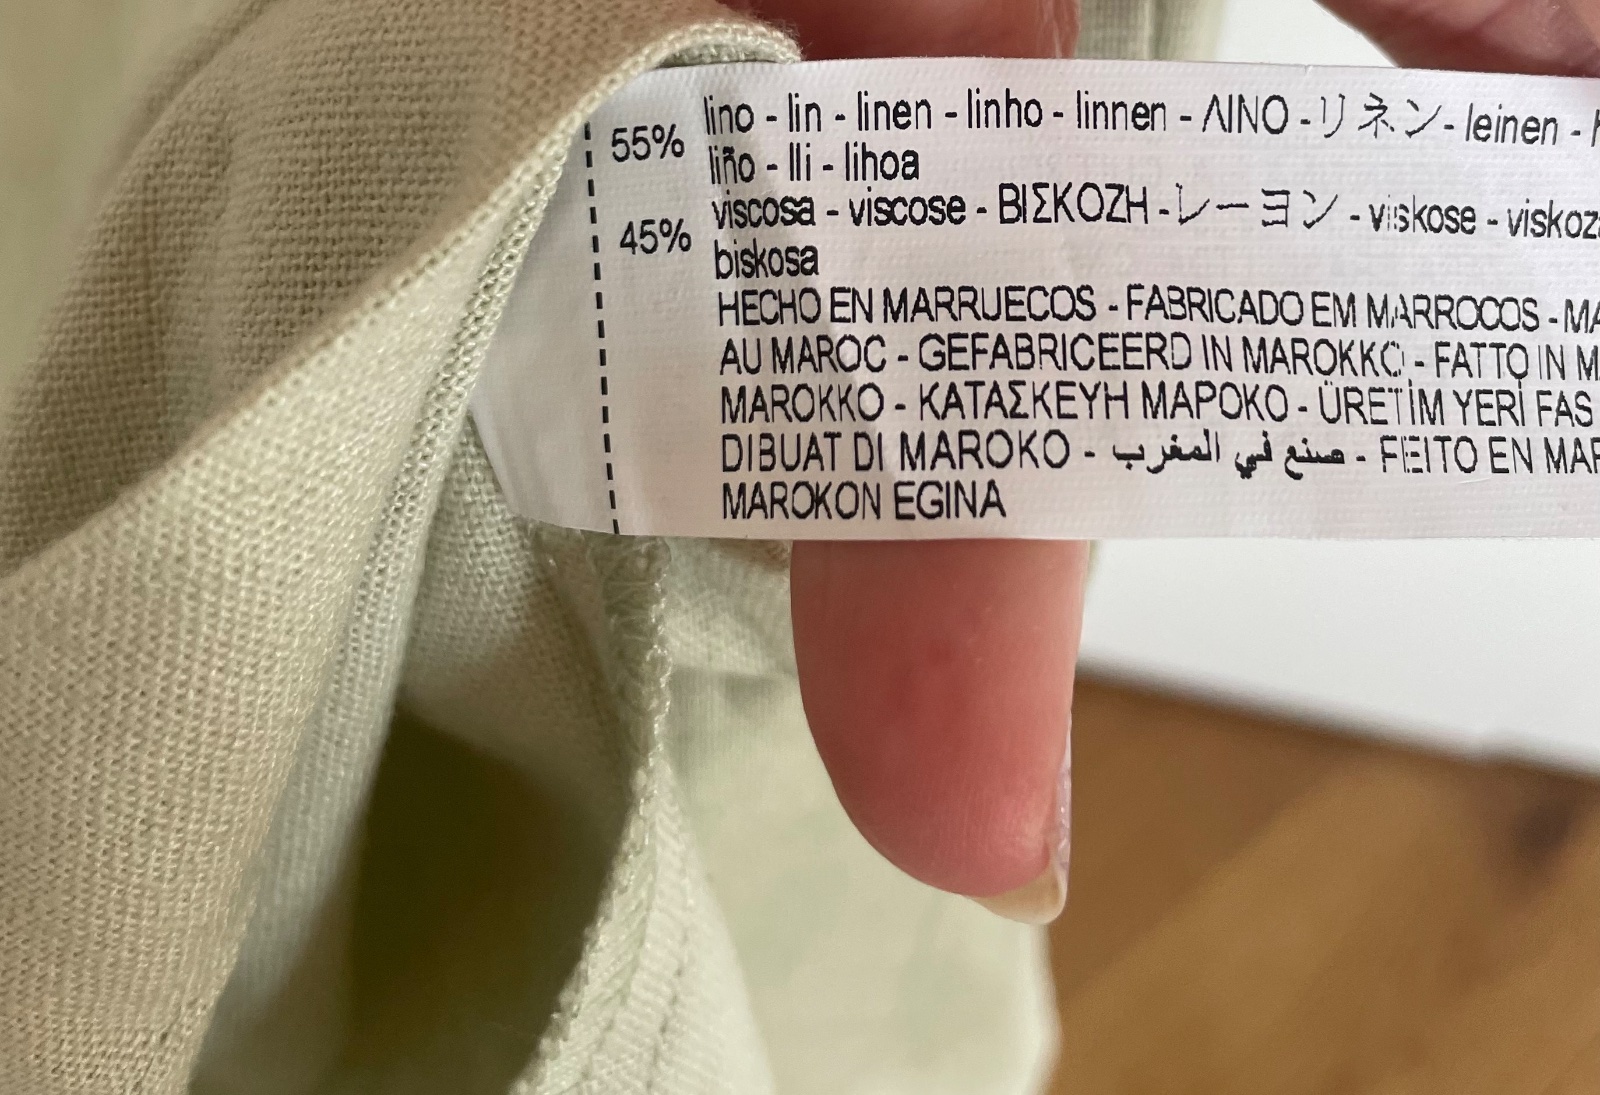 55% lino - lin - linen - linho - linnen - ΛΙΝΟ - リネン - leinen -
liño - lli - lihoa
45% viscosa - viscose - ΒΙΣΚΟΖΗ - レーヨン - viskose -
biskosa
HECHO EN MARRUECOS - FABRICADO EM MARROCOS -
AU MAROC - GEFABRICEERD IN MAROKKO - FATTO IN
MAROKKO - ΚΑΤΑΣΚΕΥΗ ΜΑΡΟΚΟ - ÜRETİM YERİ FAS
DIBUAT DI MAROKO - صنع في المغرب - FEITO EN
MAROKON EGINA